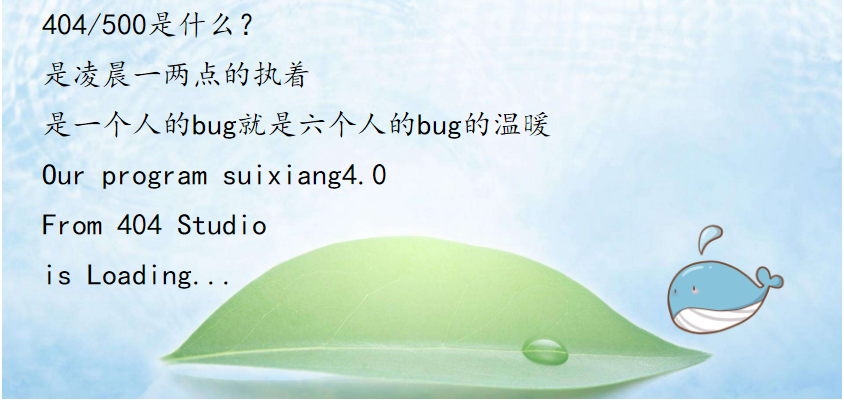 404/500是什么？
是凌晨一两点的执着
是一个人的bug就是六个人的bug的温暖
Our program suixiang4.0
From 404 Studio
is Loading...